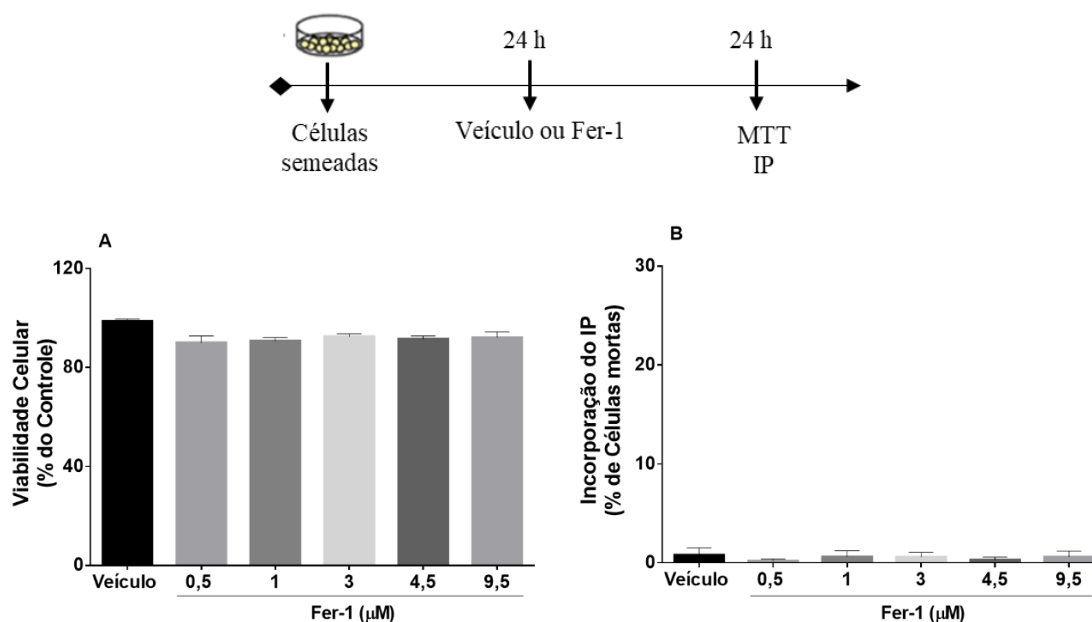 24 h
24 h
Células
semeadas
Veículo ou Fer-1
MTT
IP
A
120
80
40
0
Viabilidade Celular
(% do Controle)
Veículo
0,5
1
3
4,5
9,5
Fer-1 (µM)
B
30
20
10
0
Incorporação do IP
(% de Células mortas)
Veículo
0,5
1
3
4,5
9,5
Fer-1 (µM)